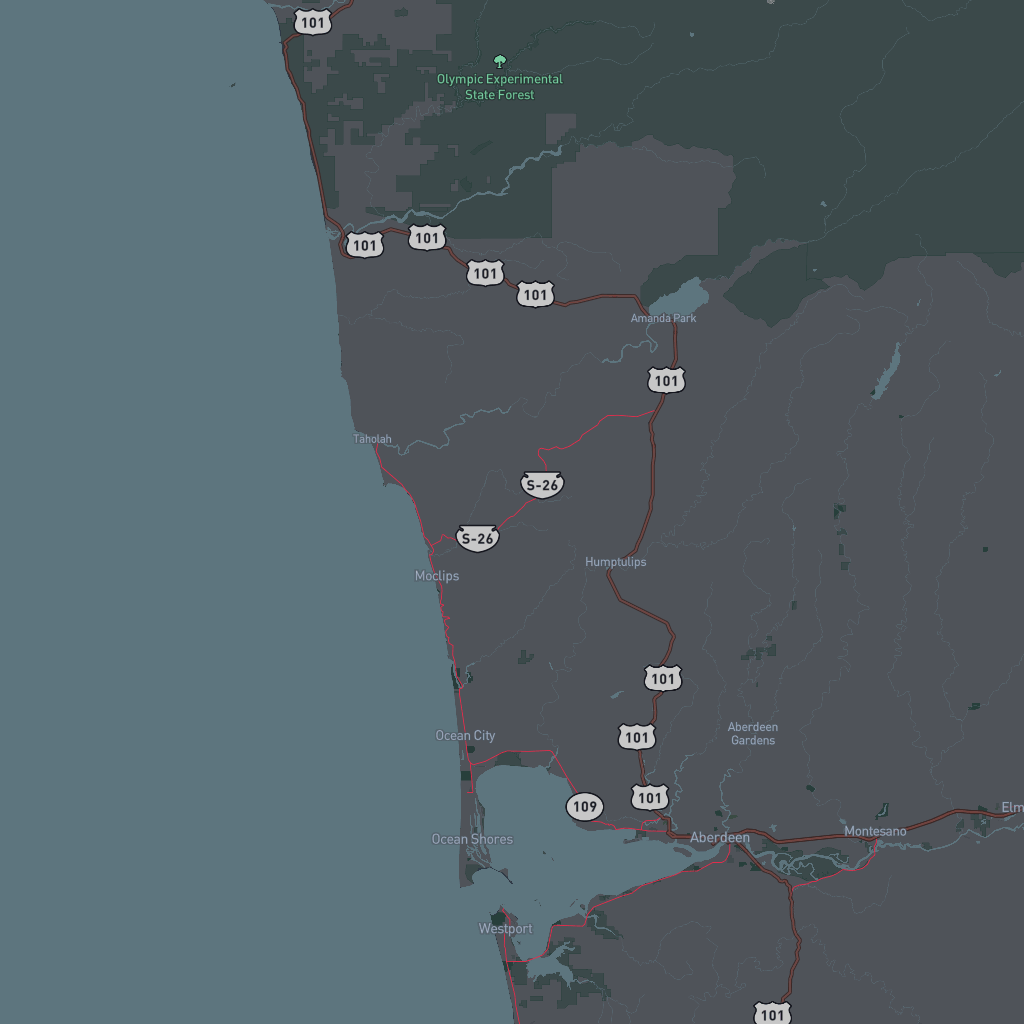 101
Olympic Experimental
State Forest
101
101
101
101
Amanda Park
101
Taholah
S-26
S-26
Humptulips
Moclips
101
Aberdeen
Gardens
Ocean City
101
101
109
Elm
Montesano
Aberdeen
Ocean Shores
Westport
101